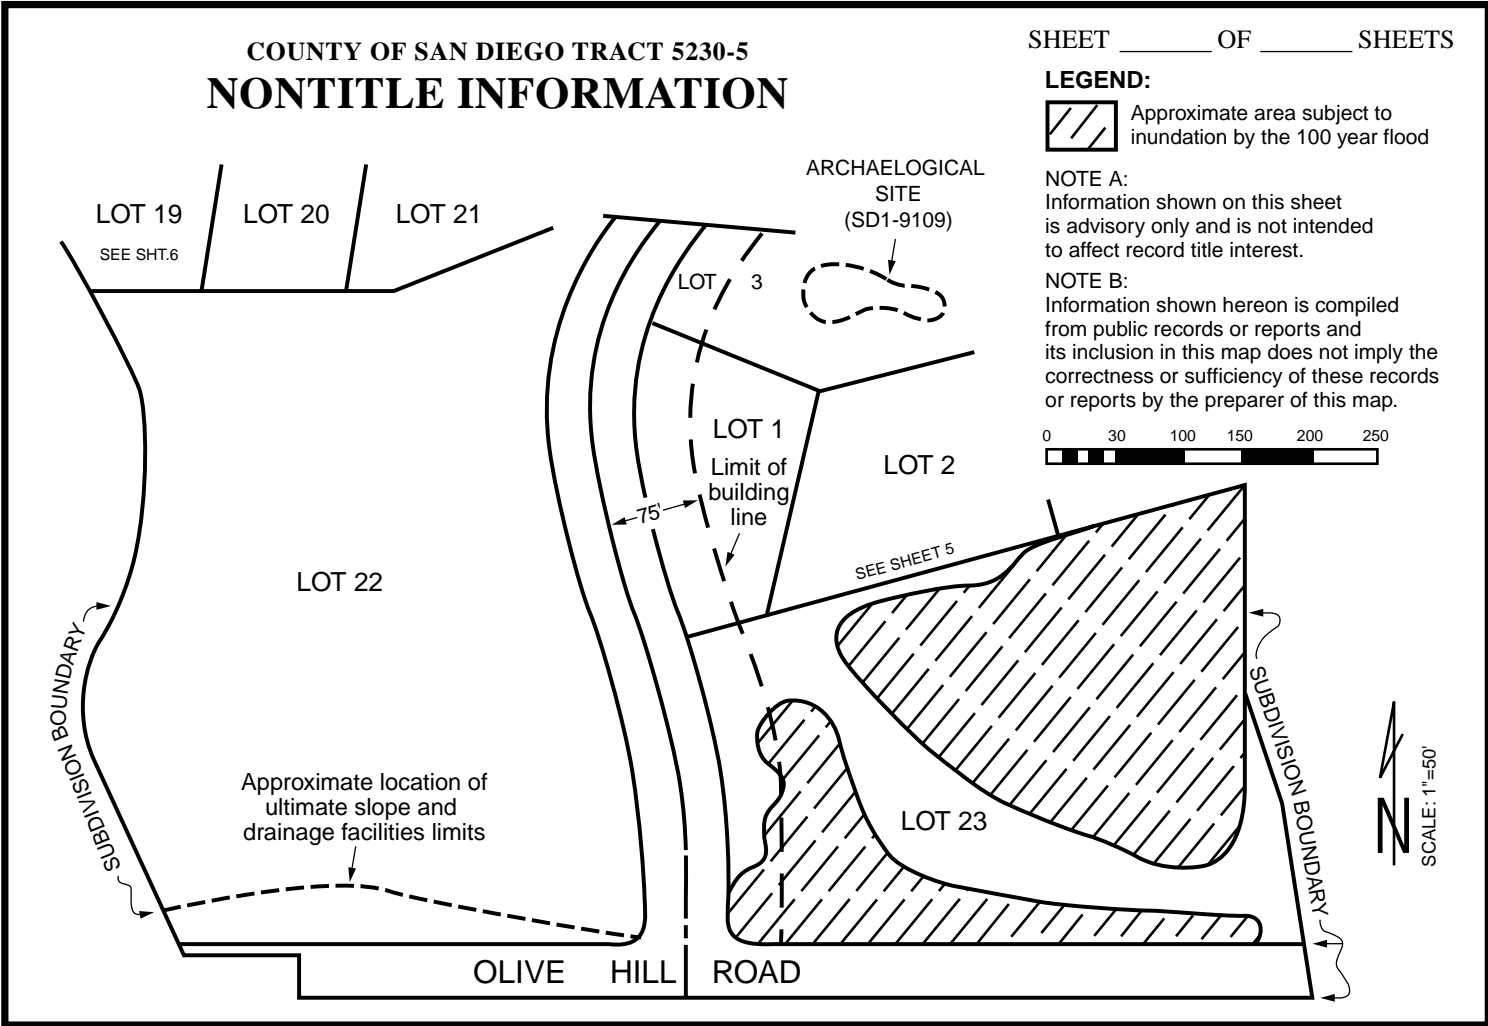 COUNTY OF SAN DIEGO TRACT 5230-5
NONTITLE INFORMATION
SHEET _______ OF _______ SHEETS
LEGEND:
Approximate area subject to
inundation by the 100 year flood
NOTE A:
Information shown on this sheet
is advisory only and is not intended
to affect record title interest.
NOTE B:
Information shown hereon is compiled
from public records or reports and
its inclusion in this map does not imply the
correctness or sufficiency of these records
or reports by the preparer of this map.
0 30 100 150 200 250
ARCHAELOGICAL
SITE
(SD1-9109)
LOT 19
SEE SHT.6
LOT 20
LOT 21
LOT 3
LOT 1
Limit of
building
line
75'
LOT 2
SEE SHEET 5
LOT 22
SUBDIVISION BOUNDARY
Approximate location of
ultimate slope and
drainage facilities limits
LOT 23
SUBDIVISION BOUNDARY
N
SCALE: 1"=50'
OLIVE HILL ROAD